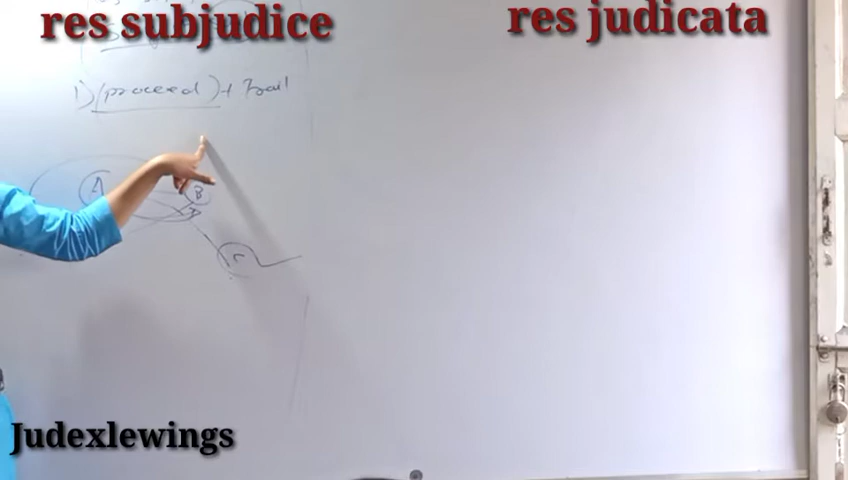 res subjudice
res judicata
1) (proceed) +
A
B
C
Judexlewings